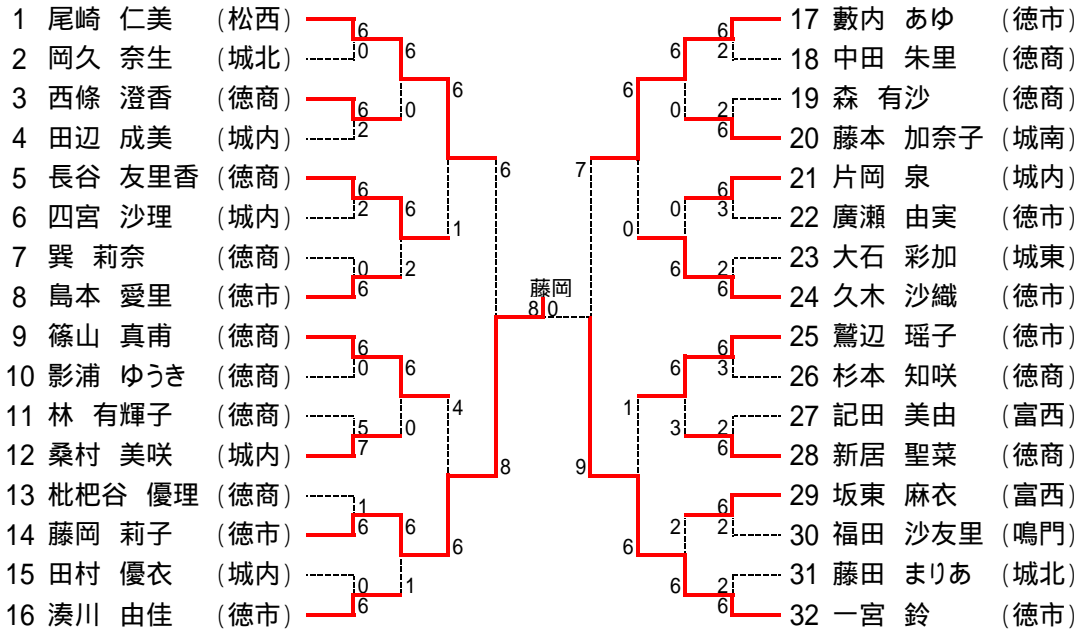 1 尾崎 仁美 (松西)
2 岡久 奈生 (城北)
3 西條 澄香 (徳商)
4 田辺 成美 (城内)
5 長谷 友里香 (徳商)
6 四宮 沙理 (城内)
7 巽 莉奈 (徳商)
8 島本 愛里 (徳市)
9 篠山 真甫 (徳商)
10 影浦 ゆうき (徳商)
11 林 有輝子 (徳商)
12 桑村 美咲 (城内)
13 枇杷谷 優理 (徳商)
14 藤岡 莉子 (徳市)
15 田村 優衣 (城内)
16 湊川 由佳 (徳市)
6
0
6
2
6
2
0
6
6
0
5
7
1
6
0
6
6
0
6
2
6
0
6
1
6
1
4
6
6
8
藤岡
8 0
7
9
6
0
1
6
6
0
0
6
6
3
2
6
6
2
2
6
6
3
2
6
6
3
2
6
6
2
2
6
17 藪内 あゆ (徳市)
18 中田 朱里 (徳商)
19 森 有沙 (徳商)
20 藤本 加奈子 (城南)
21 片岡 泉 (城内)
22 廣瀬 由実 (徳市)
23 大石 彩加 (城東)
24 久木 沙織 (徳市)
25 鷲辺 瑶子 (徳市)
26 杉本 知咲 (徳商)
27 記田 美由 (富西)
28 新居 聖菜 (徳商)
29 坂東 麻衣 (富西)
30 福田 沙友里 (鳴門)
31 藤田 まりあ (城北)
32 一宮 鈴 (徳市)